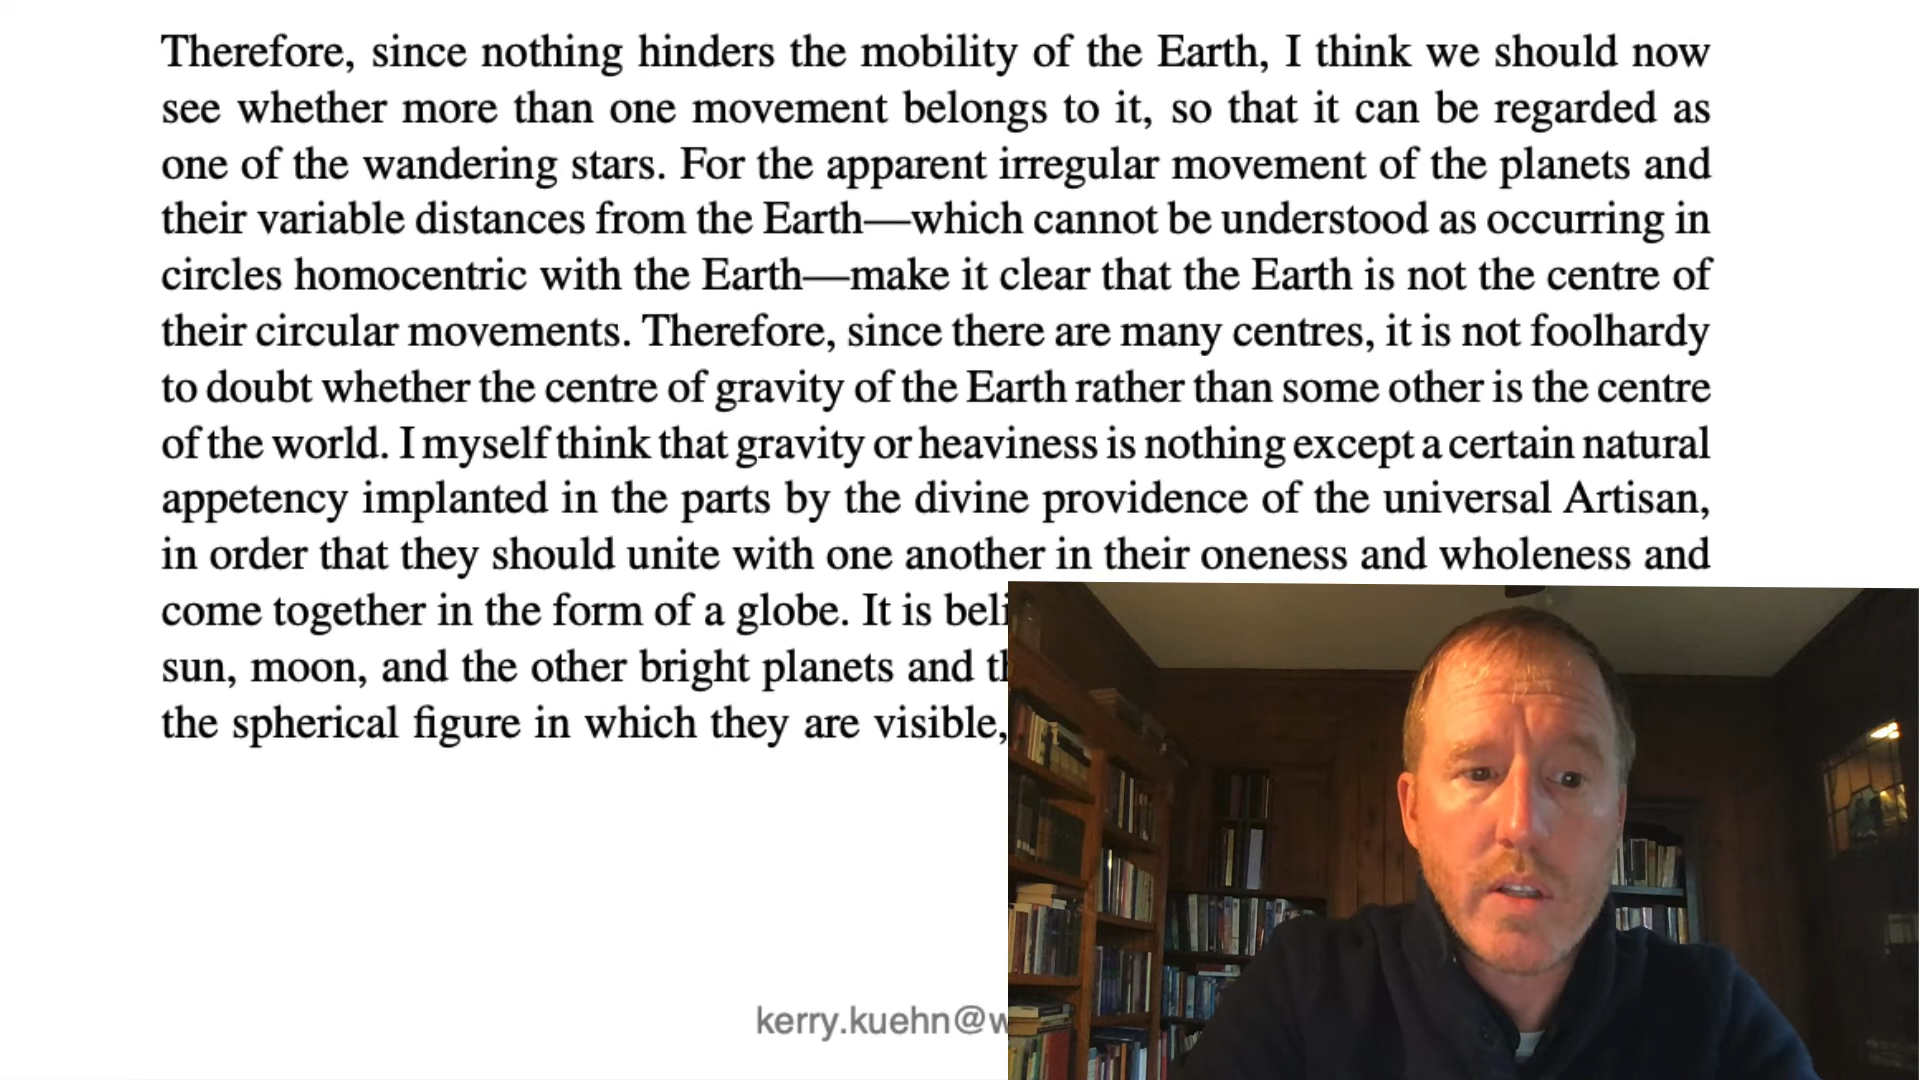 Therefore, since nothing hinders the mobility of the Earth, I think we should now
see whether more than one movement belongs to it, so that it can be regarded as
one of the wandering stars. For the apparent irregular movement of the planets and
their variable distances from the Earth—which cannot be understood as occurring in
circles homocentric with the Earth—make it clear that the Earth is not the centre of
their circular movements. Therefore, since there are many centres, it is not foolhardy
to doubt whether the centre of gravity of the Earth rather than some other is the centre
of the world. I myself think that gravity or heaviness is nothing except a certain natural
appetency implanted in the parts by the divine providence of the universal Artisan,
in order that they should unite with one another in their oneness and wholeness and
come together in the form of a globe. It is beli
sun, moon, and the other bright planets and th
the spherical figure in which they are visible,
kerry.kuehn@w